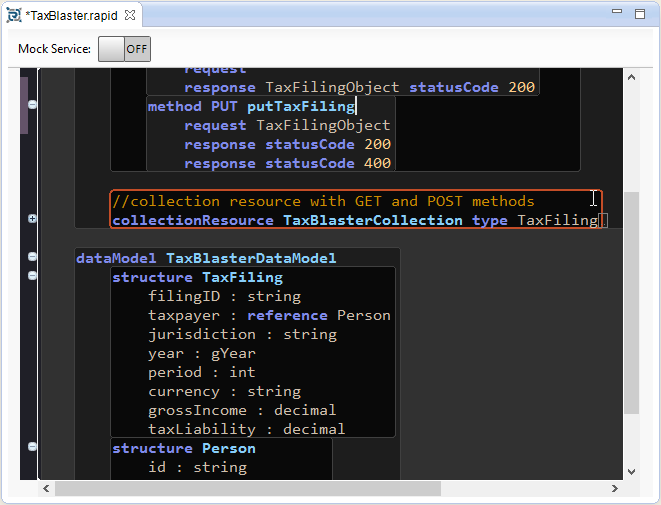 *TaxBlaster.rapid
Mock Service: OFF
request
response TaxFilingObject statusCode 200
method PUT putTaxFiling
request TaxFilingObject
response statusCode 200
response statusCode 400
//collection resource with GET and POST methods
collectionResource TaxBlasterCollection type TaxFiling
dataModel TaxBlasterDataModel
structure TaxFiling
filingID : string
taxpayer : reference Person
jurisdiction : string
year : gYear
period : int
currency : string
grossIncome : decimal
taxLiability : decimal
structure Person
id : string